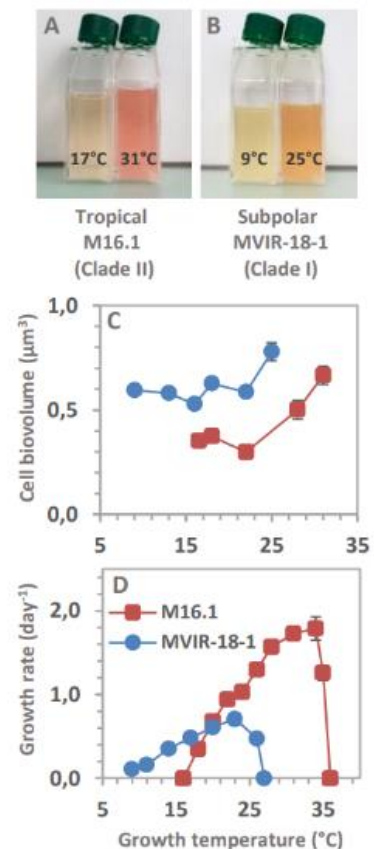 A
B
17°C 31°C
9°C 25°C
Tropical
M16.1
(Clade II)
Subpolar
MVIR-18-1
(Clade I)
C
1,0
0,5
0,0
Cell biovolume (μm³)
5 15 25 35
D
M16.1
MVIR-18-1
2,0
1,0
0,0
Growth rate (day⁻¹)
5 15 25 35
Growth temperature (°C)